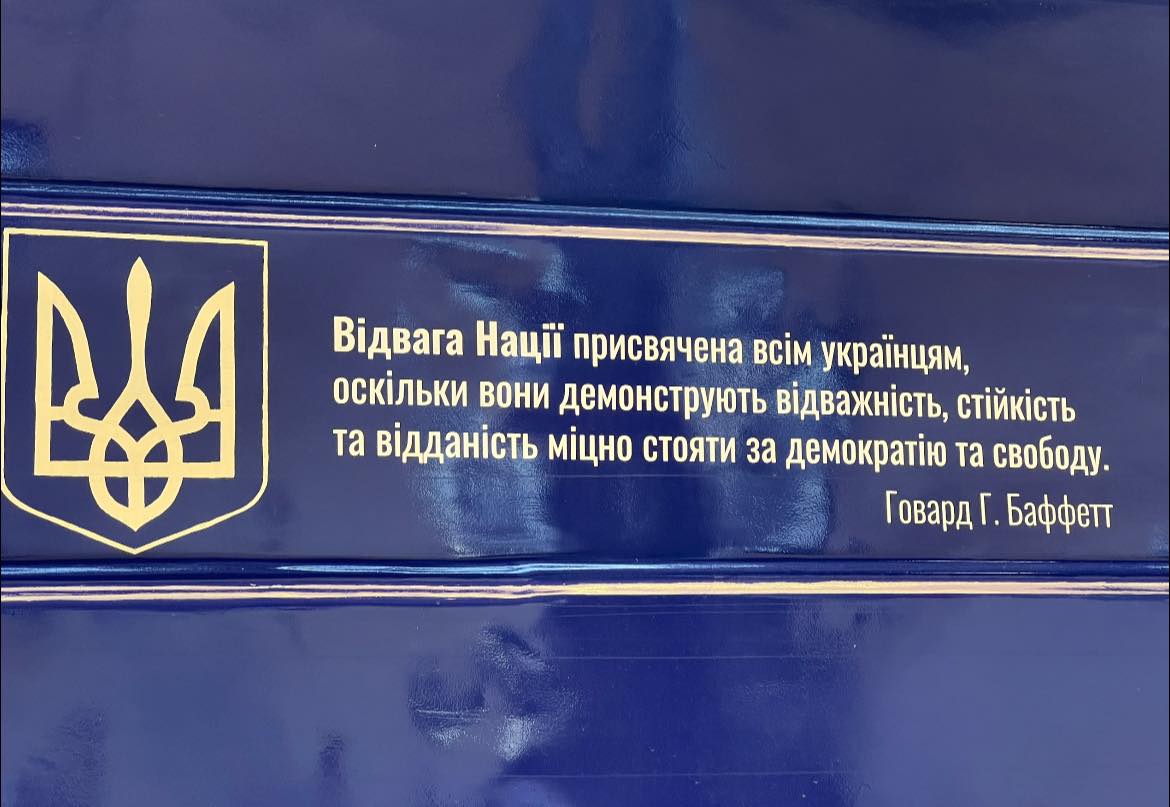 Відвага Нації присвячена всім українцям,
оскільки вони демонструють відважність, стійкість
та відданість міцно стояти за демократію та свободу.
Говард Г. Баффетт